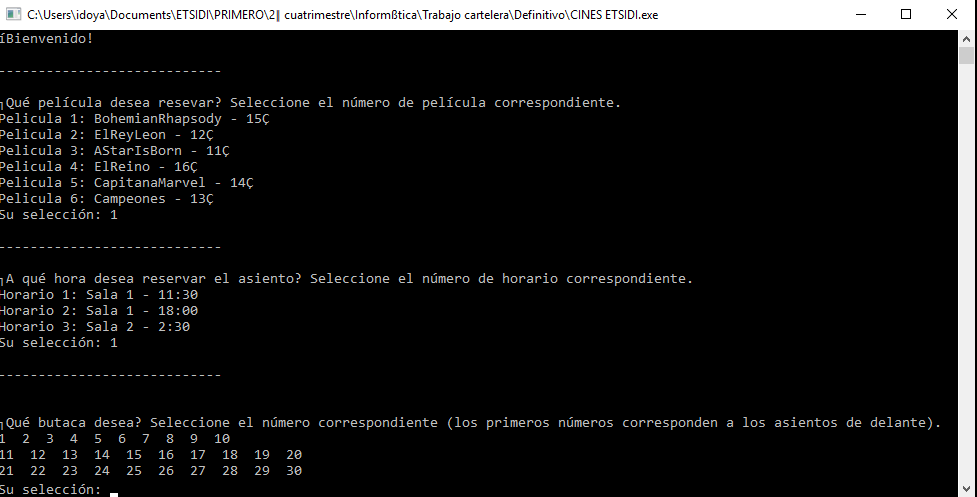 C:\Users\idoya\Documents\ETSIDI\PRIMERO\2‖ cuatrimestre\Informßtica\Trabajo cartelera\Definitivo\CINES ETSIDI.exe
íBienvenido!
----------------------------
┐Qué película desea resevar? Seleccione el número de película correspondiente.
Pelicula 1: BohemianRhapsody - 15Ç
Pelicula 2: ElReyLeon - 12Ç
Pelicula 3: AStarIsBorn - 11Ç
Pelicula 4: ElReino - 16Ç
Pelicula 5: CapitanaMarvel - 14Ç
Pelicula 6: Campeones - 13Ç
Su selección: 1
----------------------------
┐A qué hora desea reservar el asiento? Seleccione el número de horario correspondiente.
Horario 1: Sala 1 - 11:30
Horario 2: Sala 1 - 18:00
Horario 3: Sala 2 - 2:30
Su selección: 1
----------------------------
┐Qué butaca desea? Seleccione el número correspondiente (los primeros números corresponden a los asientos de delante).
1 2 3 4 5 6 7 8 9 10
11 12 13 14 15 16 17 18 19 20
21 22 23 24 25 26 27 28 29 30
Su selección: